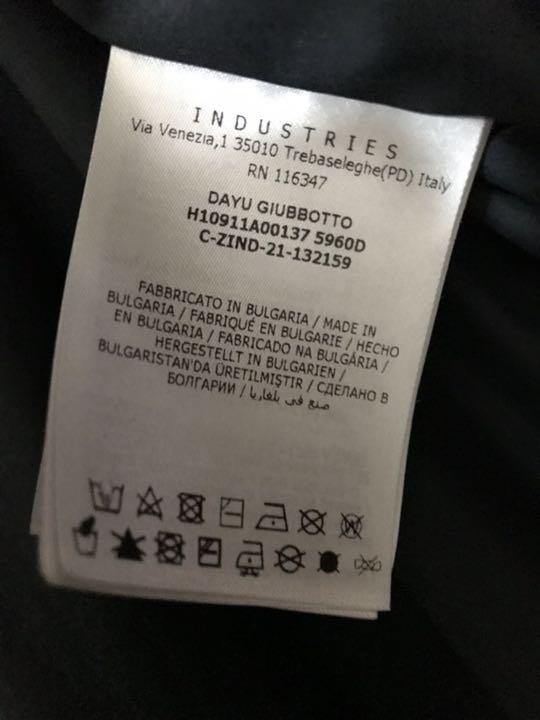 INDUSTRIES
Via Venezia,1 35010 Trebaseleghe(PD) Italy
RN 116347
DAYU GIUBBOTTO
H10911A00137 5960D
C-ZIND-21-132159
FABBRICATO IN BULGARIA / MADE IN
BULGARIA / FABRIQUÉ EN BULGARIE / HECHO
EN BULGARIA / FABRICADO NA BULGÁRIA /
HERGESTELLT IN BULGARIEN /
BULGARISTAN'DA ÜRETILMIŞTIR / СДЕЛАНО В
БОЛГАРИИ / صنع في بلغاريا